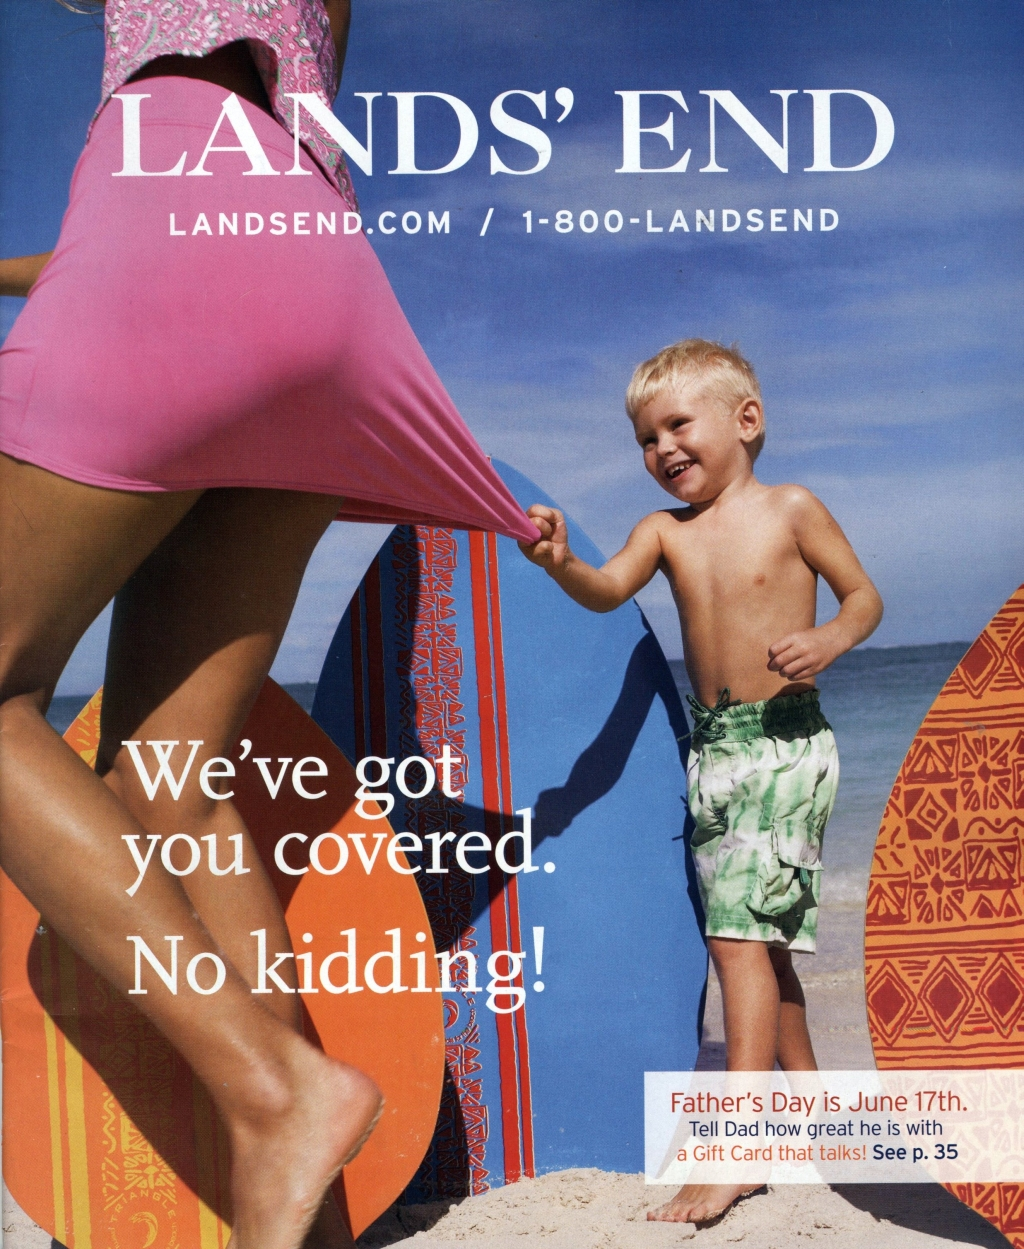 LANDS' END
LANDSEND.COM / 1-800-LANDSEND
We've got
you covered.
No kidding!
Father's Day is June 17th.
Tell Dad how great he is with
a Gift Card that talks! See p. 35
TRIANGLE